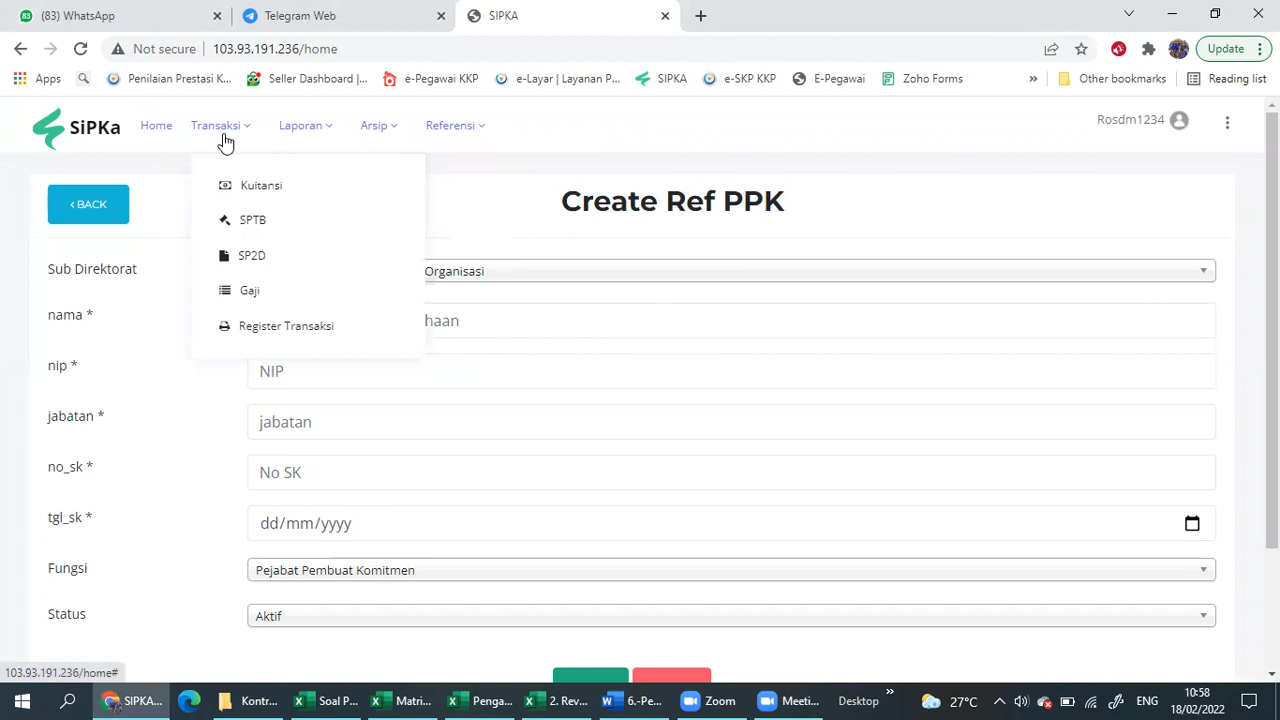 (83) WhatsApp
Telegram Web
SIPKA
Not secure
103.93.191.236/home
Update
Apps
Penilaian Prestasi K...
Seller Dashboard |...
e-Pegawai KKP
e-Layar | Layanan P...
SIPKA
e-SKP KKP
E-Pegawai
Zoho Forms
»
Other bookmarks
Reading list
SiPKa
Home
Transaksi
Laporan
Arsip
Referensi
Rosdm1234
Kuitansi
SPTB
SP2D
Gaji
Register Transaksi
‹ BACK
Create Ref PPK
Sub Direktorat
Organisasi
nama *
haan
nip *
NIP
jabatan *
jabatan
no_sk *
No SK
tgl_sk *
dd/mm/yyyy
Fungsi
Pejabat Pembuat Komitmen
Status
Aktif
103.93.191.236/home#
SIPKA...
Kontr...
Soal P...
Matri...
Penga...
2. Rev...
6.-Pe...
Zoom
Meeti...
Desktop
»
27°C
ENG
10:58
18/02/2022